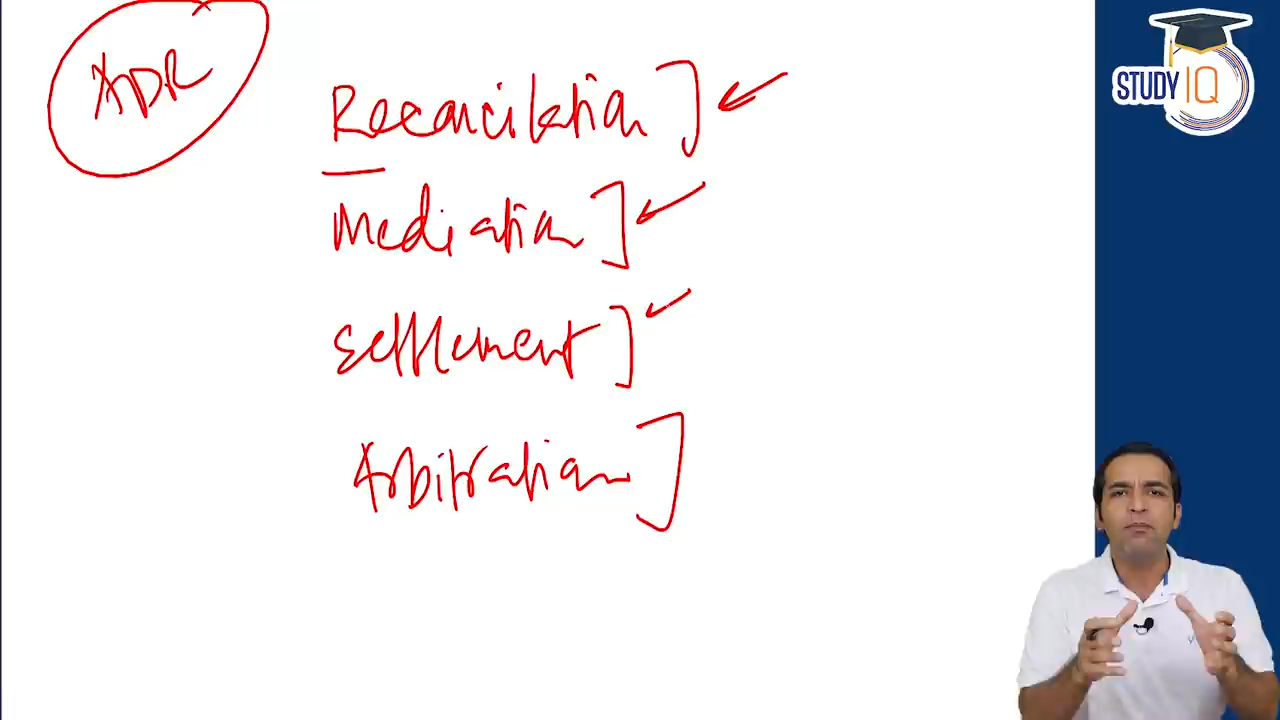 ADR
Reconciliation
Mediation
Settlement
Arbitration
STUDY IQ